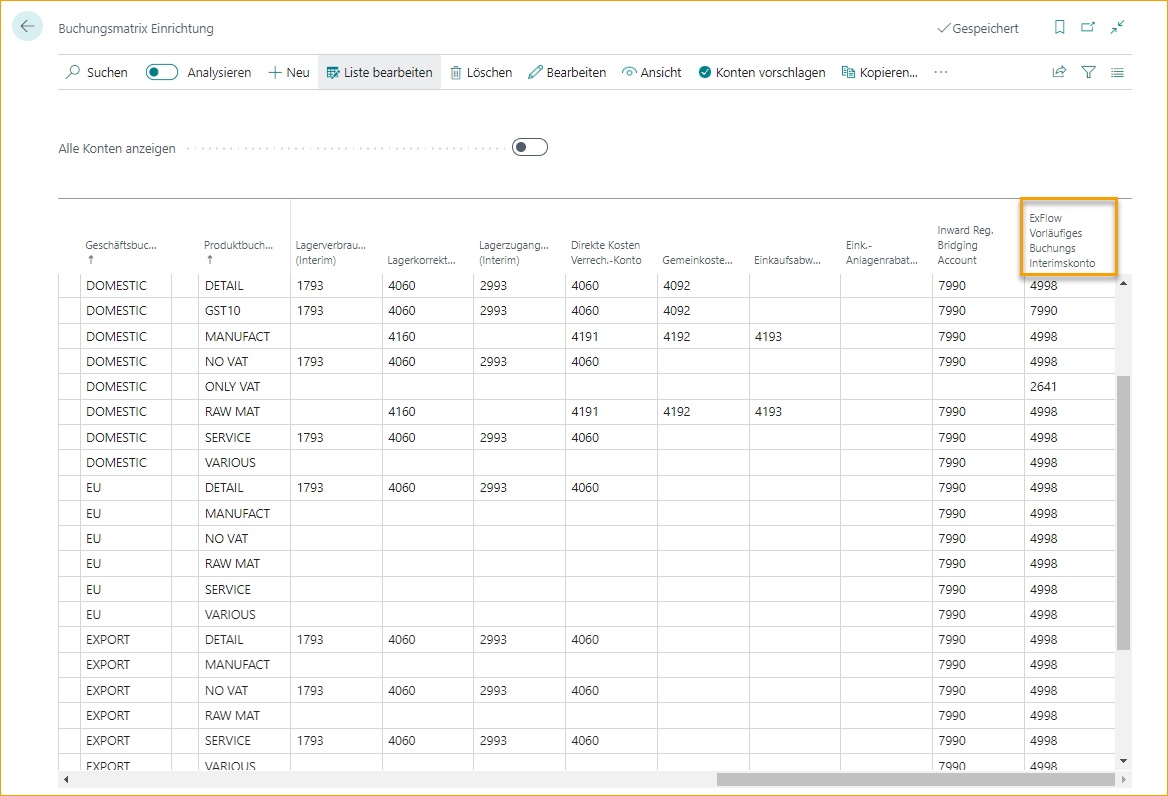 Buchungsmatrix Einrichtung
Gespeichert
Suchen Analysieren Neu Liste bearbeiten Löschen Bearbeiten Ansicht Konten vorschlagen Kopieren... ...
Alle Konten anzeigen
Geschäftsbuc... ↑
Produktbuch... ↑
Lagerverbrau...
(Interim)
Lagerkorrekt...
Lagerzugang...
(Interim)
Direkte Kosten
Verrech.-Konto
Gemeinkoste...
Einkaufsabw...
Eink.-
Anlagenrabat...
Inward Reg.
Bridging
Account
ExFlow
Vorläufiges
Buchungs
Interimskonto
DOMESTIC DETAIL 1793 4060 2993 4060 4092 7990 4998
DOMESTIC GST10 1793 4060 2993 4060 4092 7990 7990
DOMESTIC MANUFACT 4160 4191 4192 4193 7990 4998
DOMESTIC NO VAT 1793 4060 2993 4060 7990 4998
DOMESTIC ONLY VAT 2641
DOMESTIC RAW MAT 4160 4191 4192 4193 7990 4998
DOMESTIC SERVICE 1793 4060 2993 4060 7990 4998
DOMESTIC VARIOUS 7990 4998
EU DETAIL 1793 4060 2993 4060 7990 4998
EU MANUFACT 7990 4998
EU NO VAT 7990 4998
EU RAW MAT 7990 4998
EU SERVICE 7990 4998
EU VARIOUS 7990 4998
EXPORT DETAIL 1793 4060 2993 4060 7990 4998
EXPORT MANUFACT 7990 4998
EXPORT NO VAT 1793 4060 2993 4060 7990 4998
EXPORT RAW MAT 7990 4998
EXPORT SERVICE 1793 4060 2993 4060 7990 4998
EXPORT VARIOUS 7990 4998